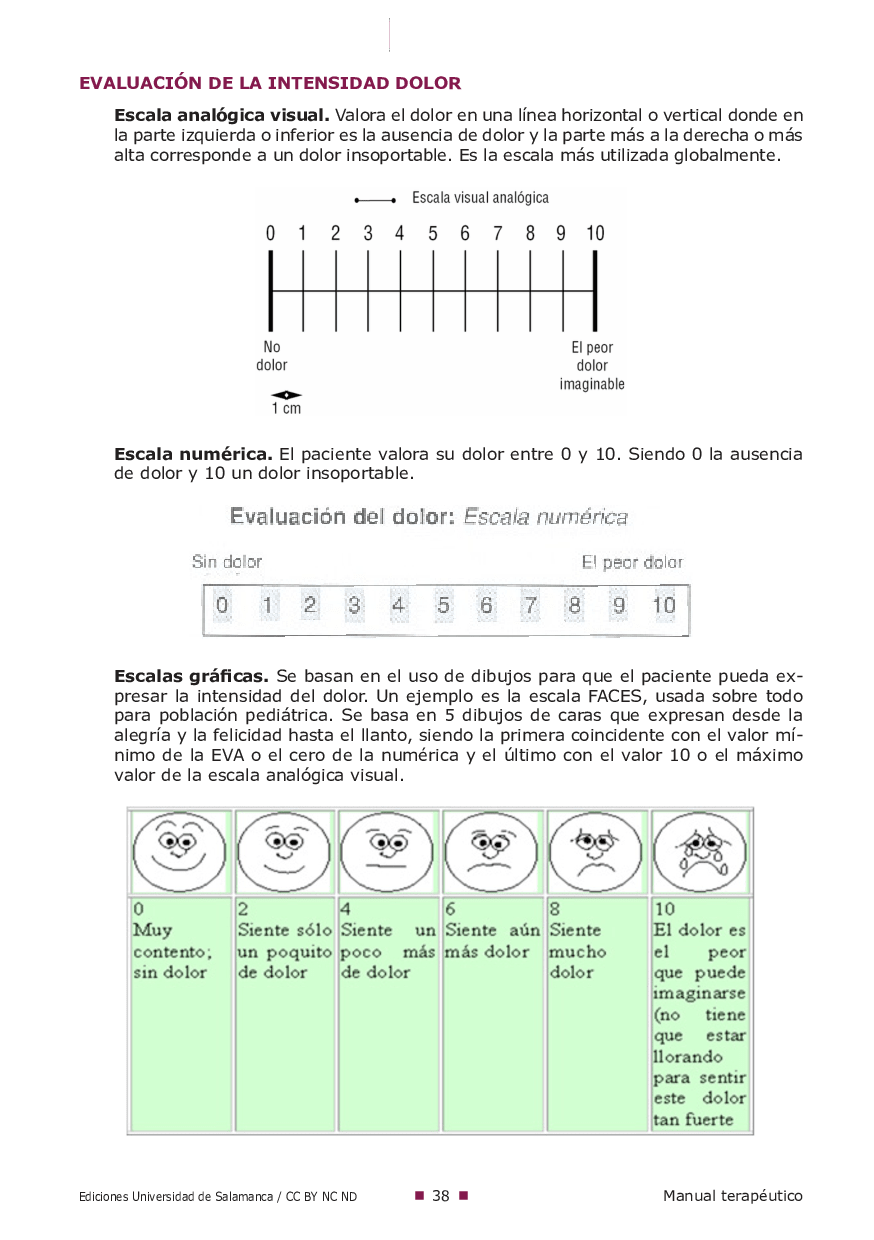 EVALUACIÓN DE LA INTENSIDAD DOLOR
Escala analógica visual. Valora el dolor en una línea horizontal o vertical donde en
la parte izquierda o inferior es la ausencia de dolor y la parte más a la derecha o más
alta corresponde a un dolor insoportable. Es la escala más utilizada globalmente.
Escala visual analógica
0 1 2 3 4 5 6 7 8 9 10
No
dolor
El peor
dolor
imaginable
1 cm
Escala numérica. El paciente valora su dolor entre 0 y 10. Siendo 0 la ausencia
de dolor y 10 un dolor insoportable.
Evaluación del dolor: Escala numérica
Sin dolor El peor dolor
0 1 2 3 4 5 6 7 8 9 10
Escalas gráficas. Se basan en el uso de dibujos para que el paciente pueda ex-
presar la intensidad del dolor. Un ejemplo es la escala FACES, usada sobre todo
para población pediátrica. Se basa en 5 dibujos de caras que expresan desde la
alegría y la felicidad hasta el llanto, siendo la primera coincidente con el valor mí-
nimo de la EVA o el cero de la numérica y el último con el valor 10 o el máximo
valor de la escala analógica visual.
0
Muy
contento;
sin dolor
2
Siente sólo
un poquito
de dolor
4
Siente un
poco más
de dolor
6
Siente aún
más dolor
8
Siente
mucho
dolor
10
El dolor es
el peor
que puede
imaginarse
(no tiene
que estar
llorando
para sentir
este dolor
tan fuerte
Ediciones Universidad de Salamanca / CC BY NC ND
38
Manual terapéutico